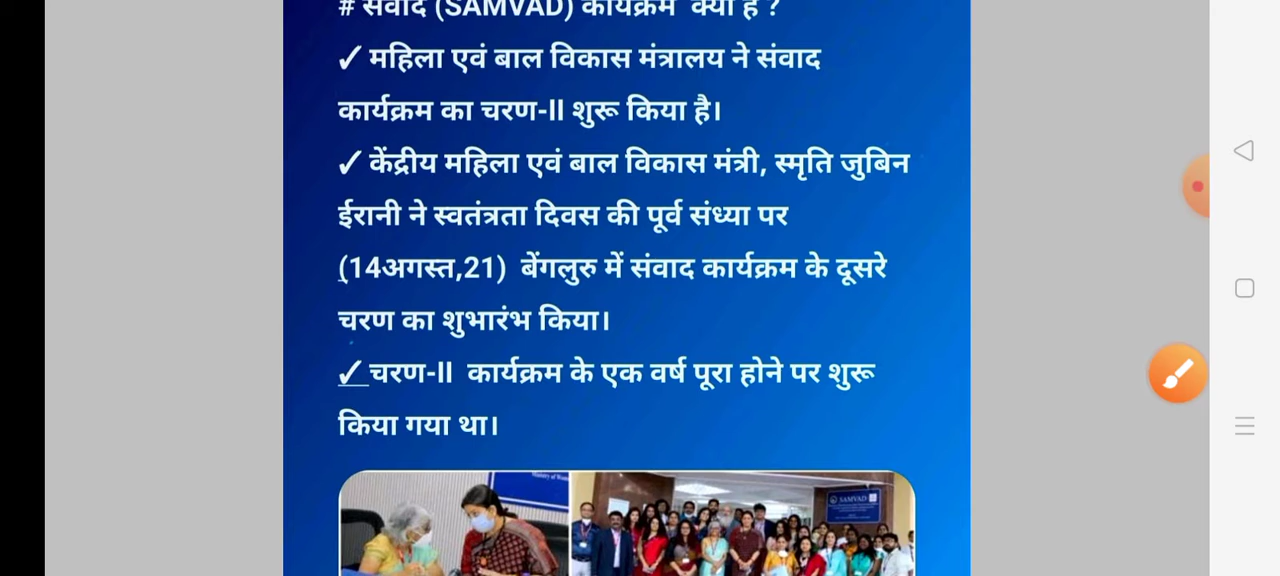 # संवाद (SAMVAD) कार्यक्रम क्या है ?
✓ महिला एवं बाल विकास मंत्रालय ने संवाद
कार्यक्रम का चरण-II शुरू किया है।
✓ केंद्रीय महिला एवं बाल विकास मंत्री, स्मृति जुबिन
ईरानी ने स्वतंत्रता दिवस की पूर्व संध्या पर
(14अगस्त,21) बेंगलुरु में संवाद कार्यक्रम के दूसरे
चरण का शुभारंभ किया।
✓ चरण-II कार्यक्रम के एक वर्ष पूरा होने पर शुरू
किया गया था।
SAMVAD